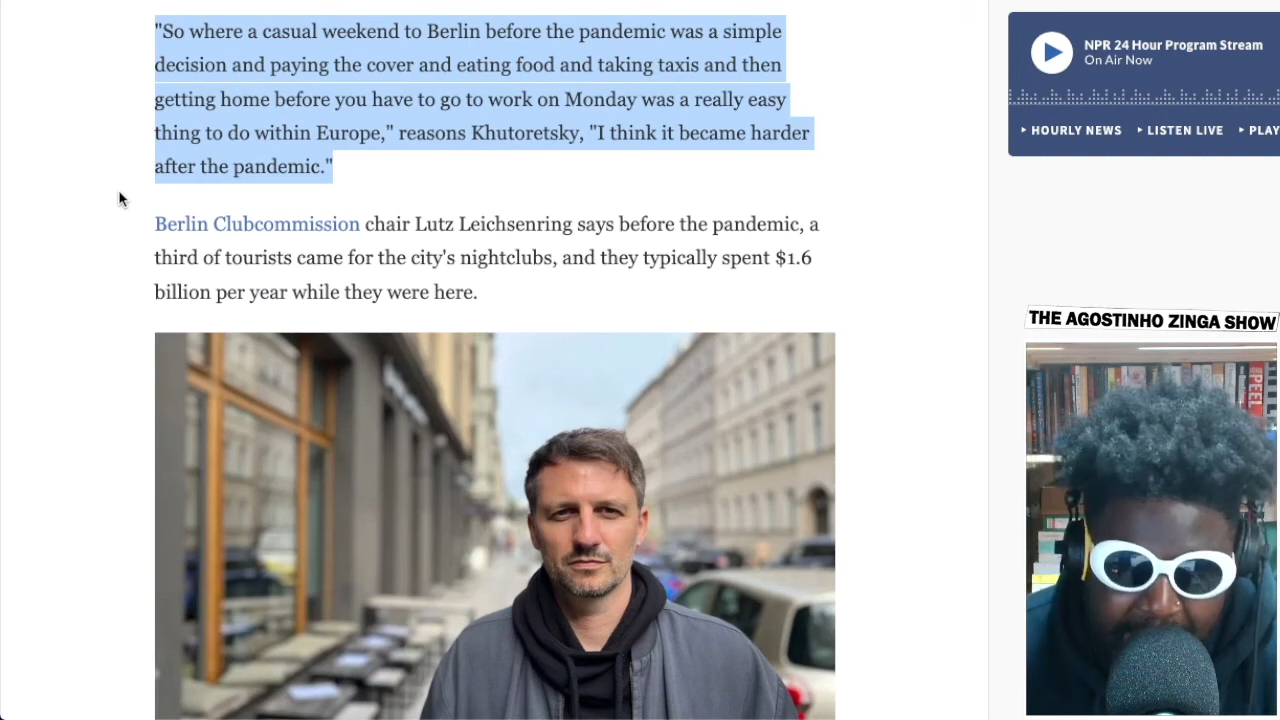 "So where a casual weekend to Berlin before the pandemic was a simple
decision and paying the cover and eating food and taking taxis and then
getting home before you have to go to work on Monday was a really easy
thing to do within Europe," reasons Khutoretsky, "I think it became harder
after the pandemic."
Berlin Clubcommission chair Lutz Leichsenring says before the pandemic, a
third of tourists came for the city's nightclubs, and they typically spent $1.6
billion per year while they were here.
NPR 24 Hour Program Stream
On Air Now
HOURLY NEWS
LISTEN LIVE
PLAY
THE AGOSTINHO ZINGA SHOW
PEEL